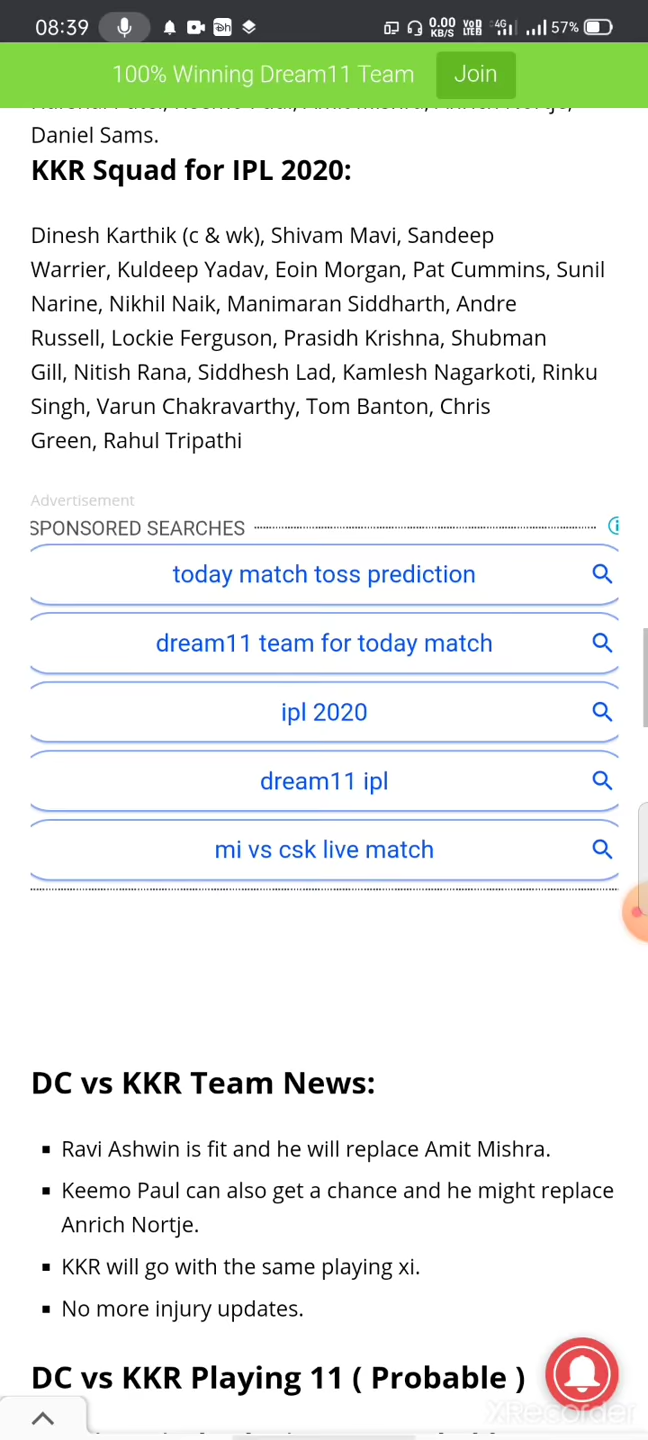 08:39
0.00 KB/S
VoD LTE
4G
57%
100% Winning Dream11 Team
Join
Daniel Sams.
KKR Squad for IPL 2020:
Dinesh Karthik (c & wk), Shivam Mavi, Sandeep
Warrier, Kuldeep Yadav, Eoin Morgan, Pat Cummins, Sunil
Narine, Nikhil Naik, Manimaran Siddharth, Andre
Russell, Lockie Ferguson, Prasidh Krishna, Shubman
Gill, Nitish Rana, Siddhesh Lad, Kamlesh Nagarkoti, Rinku
Singh, Varun Chakravarthy, Tom Banton, Chris
Green, Rahul Tripathi
Advertisement
SPONSORED SEARCHES
today match toss prediction
dream11 team for today match
ipl 2020
dream11 ipl
mi vs csk live match
DC vs KKR Team News:
Ravi Ashwin is fit and he will replace Amit Mishra.
Keemo Paul can also get a chance and he might replace
Anrich Nortje.
KKR will go with the same playing xi.
No more injury updates.
DC vs KKR Playing 11 ( Probable )
XRecorder